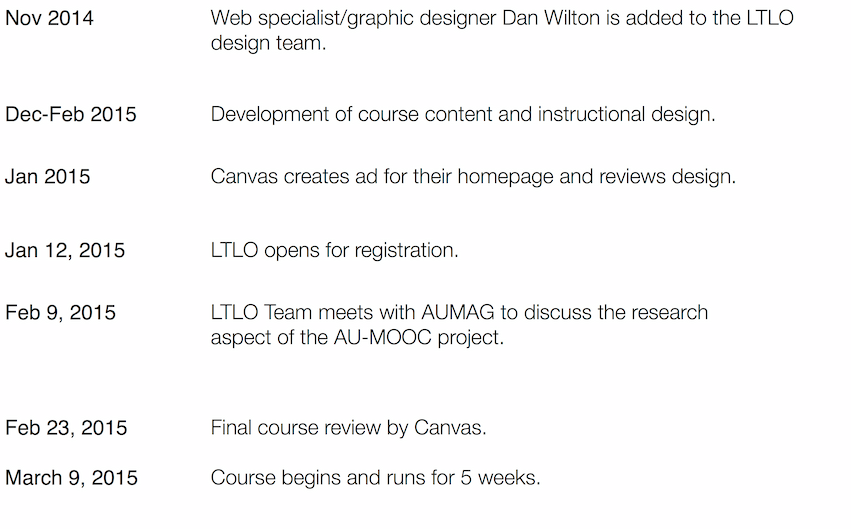 Nov 2014 Web specialist/graphic designer Dan Wilton is added to the LTLO
design team.
Dec-Feb 2015 Development of course content and instructional design.
Jan 2015 Canvas creates ad for their homepage and reviews design.
Jan 12, 2015 LTLO opens for registration.
Feb 9, 2015 LTLO Team meets with AUMAG to discuss the research
aspect of the AU-MOOC project.
Feb 23, 2015 Final course review by Canvas.
March 9, 2015 Course begins and runs for 5 weeks.